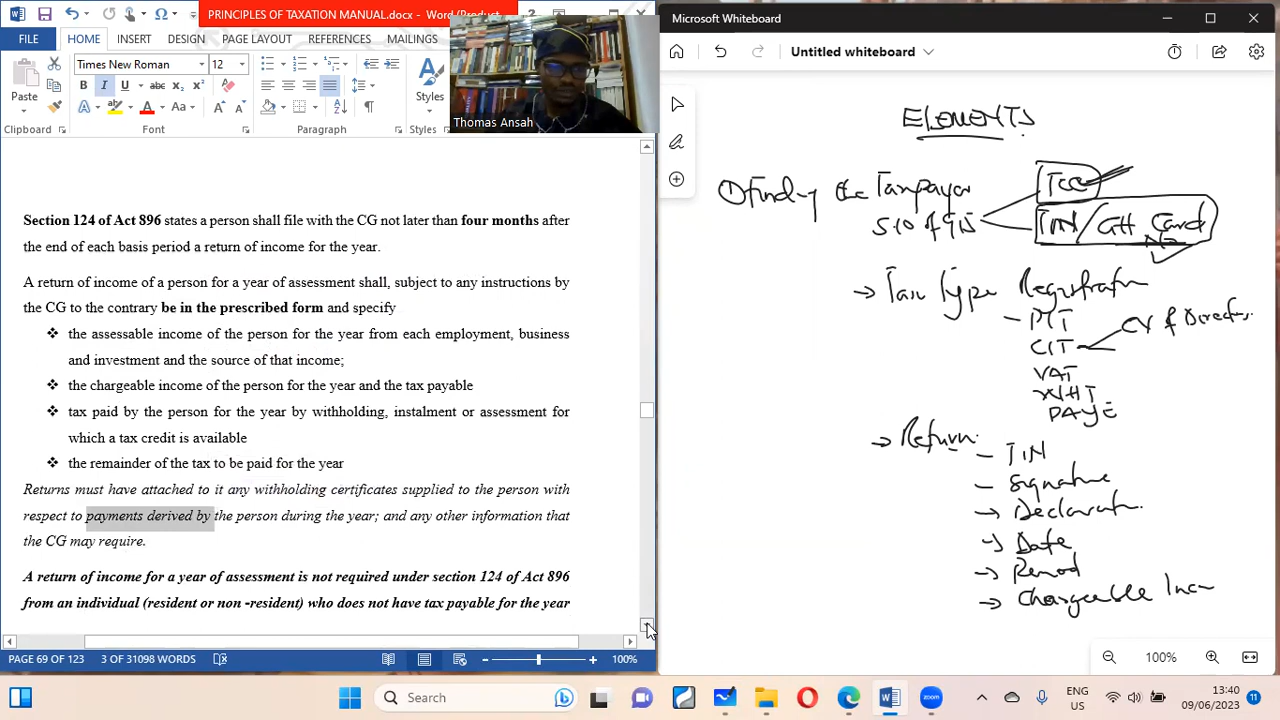 PRINCIPLES OF TAXATION MANUAL.docx - Word (Product
FILE HOME INSERT DESIGN PAGE LAYOUT REFERENCES MAILINGS
Times New Roman 12
Paste
Styles
Clipboard Font Paragraph Styles
Thomas Ansah
Section 124 of Act 896 states a person shall file with the CG not later than four months after
the end of each basis period a return of income for the year.
A return of income of a person for a year of assessment shall, subject to any instructions by
the CG to the contrary be in the prescribed form and specify
❖ the assessable income of the person for the year from each employment, business
and investment and the source of that income;
❖ the chargeable income of the person for the year and the tax payable
❖ tax paid by the person for the year by withholding, instalment or assessment for
which a tax credit is available
❖ the remainder of the tax to be paid for the year
Returns must have attached to it any withholding certificates supplied to the person with
respect to payments derived by the person during the year; and any other information that
the CG may require.
A return of income for a year of assessment is not required under section 124 of Act 896
from an individual (resident or non -resident) who does not have tax payable for the year
PAGE 69 OF 123 3 OF 31098 WORDS 100%
Microsoft Whiteboard
Untitled whiteboard
ELEMENTS
① Finding the Taxpayer
TCC
S.10 of 915
TIN/GH Card
No
→ Tax Type Registration
- PIT
CIT
CV of Directors
VAT
WHT
PAYE
→ Return
- TIN
- Signature
→ Declaration
→ Date
→ Period
→ Chargeable Inc
100%
Search
ENG
US
13:40
09/06/2023